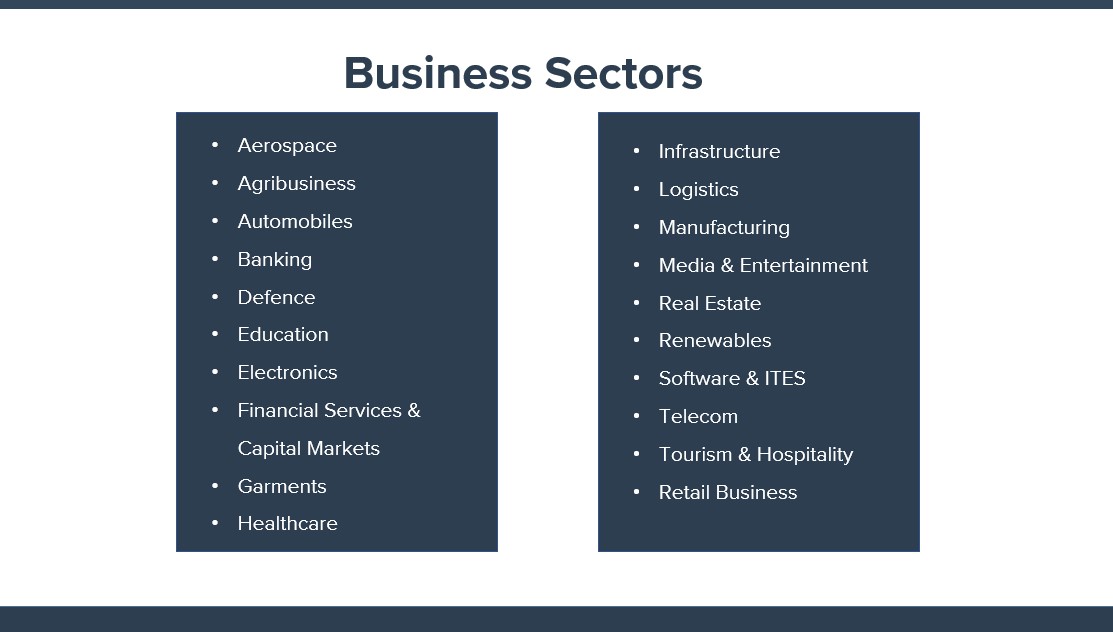 Business Sectors
• Aerospace
• Agribusiness
• Automobiles
• Banking
• Defence
• Education
• Electronics
• Financial Services &
Capital Markets
• Garments
• Healthcare
• Infrastructure
• Logistics
• Manufacturing
• Media & Entertainment
• Real Estate
• Renewables
• Software & ITES
• Telecom
• Tourism & Hospitality
• Retail Business